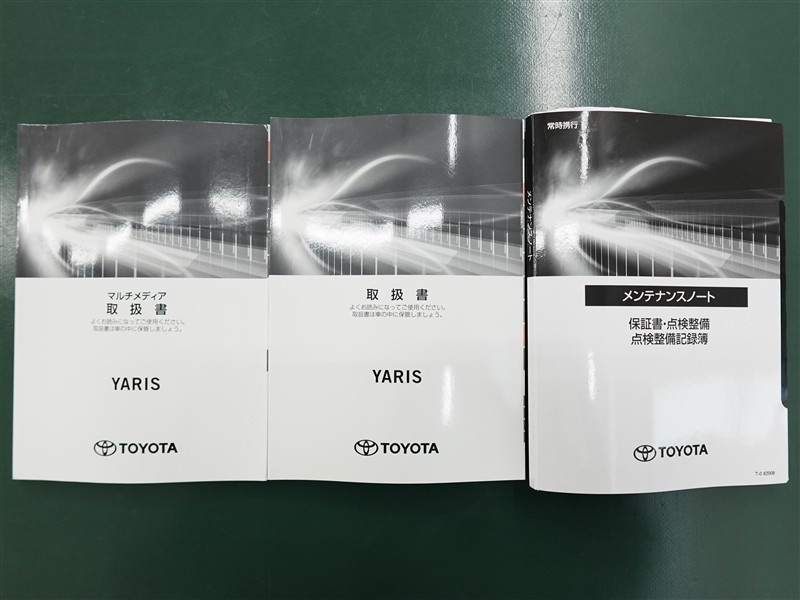 マルチメディア
取扱書
よくお読みになってご使用ください。
取扱書は車の中に保管しましょう。
YARIS
TOYOTA
取扱書
よくお読みになってご使用ください。
取扱書は車の中に保管しましょう。
YARIS
TOYOTA
メンテナンスノート
常時携行
メンテナンスノート
保証書・点検整備
点検整備記録簿
TOYOTA